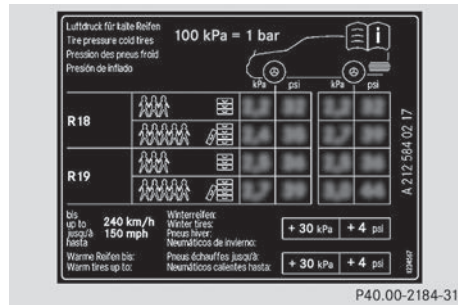 Luftdruck für kalte Reifen
Tire pressure cold tires
Pression des pneus froid
Presión de inflado
100 kPa = 1 bar
i
kPa psi kPa psi
R18
R19
A 212 584 02 17
bis
up to
jusqu'à
hasta
240 km/h
150 mph
Winterreifen:
Winter tires:
Pneus hiver:
Neumáticos de invierno:
+ 30 kPa + 4 psi
Warme Reifen bis: Pneus échauffés jusqu'à:
Warm tires up to: Neumáticos calientes hasta:
+ 30 kPa + 4 psi
1234567
P40.00-2184-31